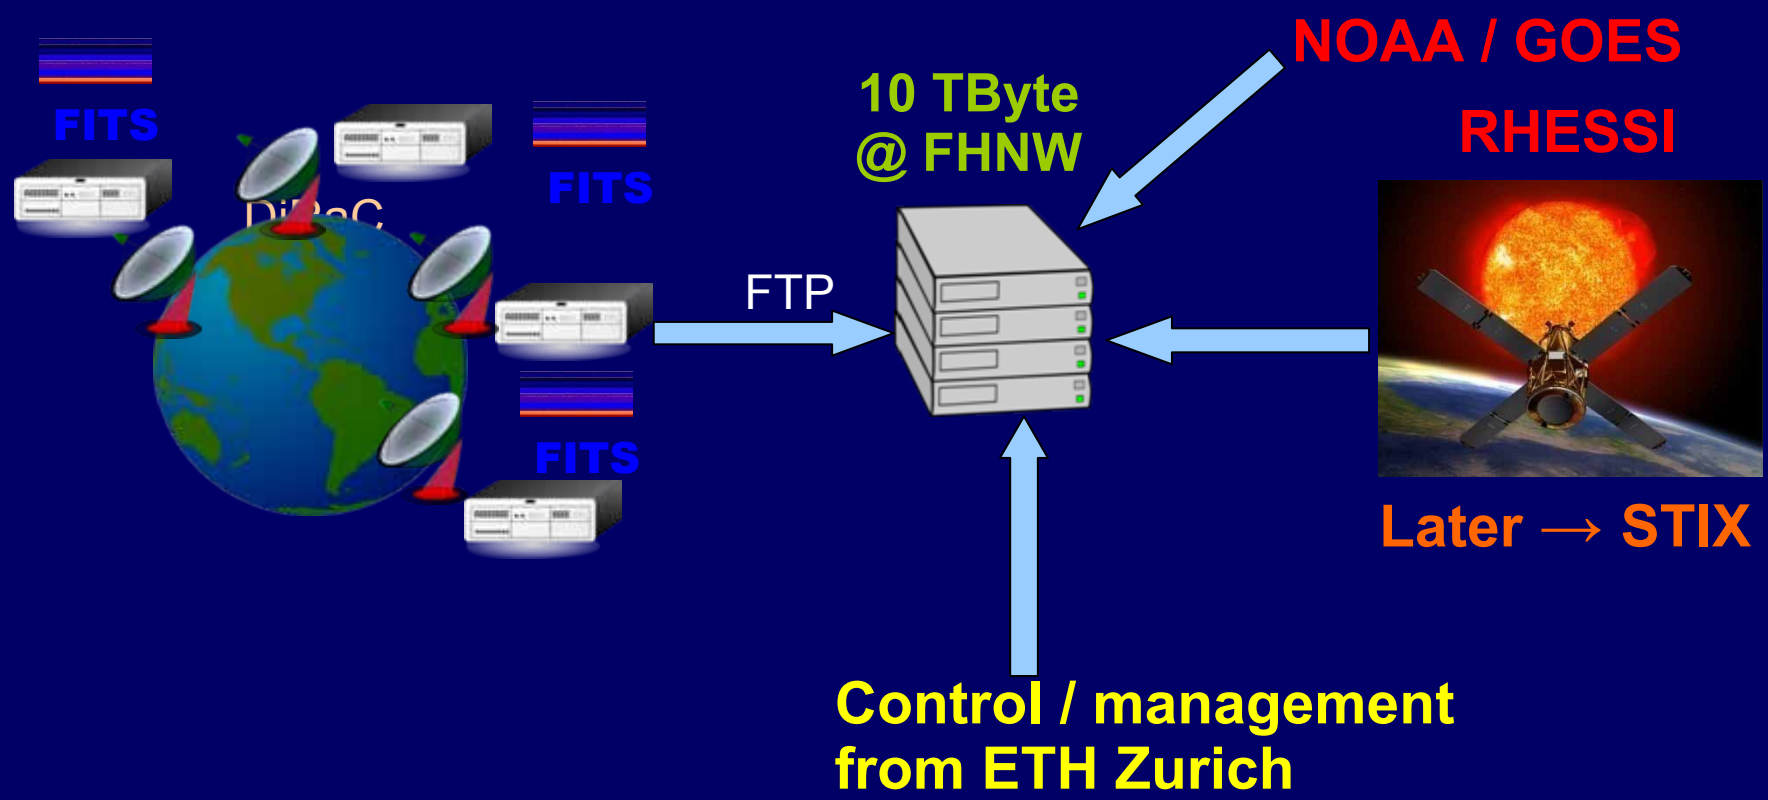 NOAA / GOES
RHESSI
10 TByte
@ FHNW
FITS
FITS
FTP
FITS
Later → STIX
Control / management
from ETH Zurich